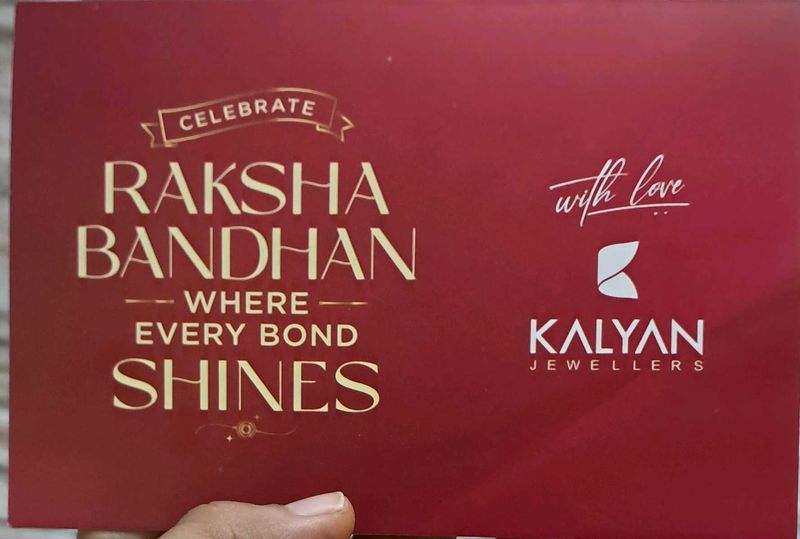 CELEBRATE
RAKSHA
BANDHAN
WHERE
EVERY BOND
SHINES
with love
KALYAN
JEWELLERS